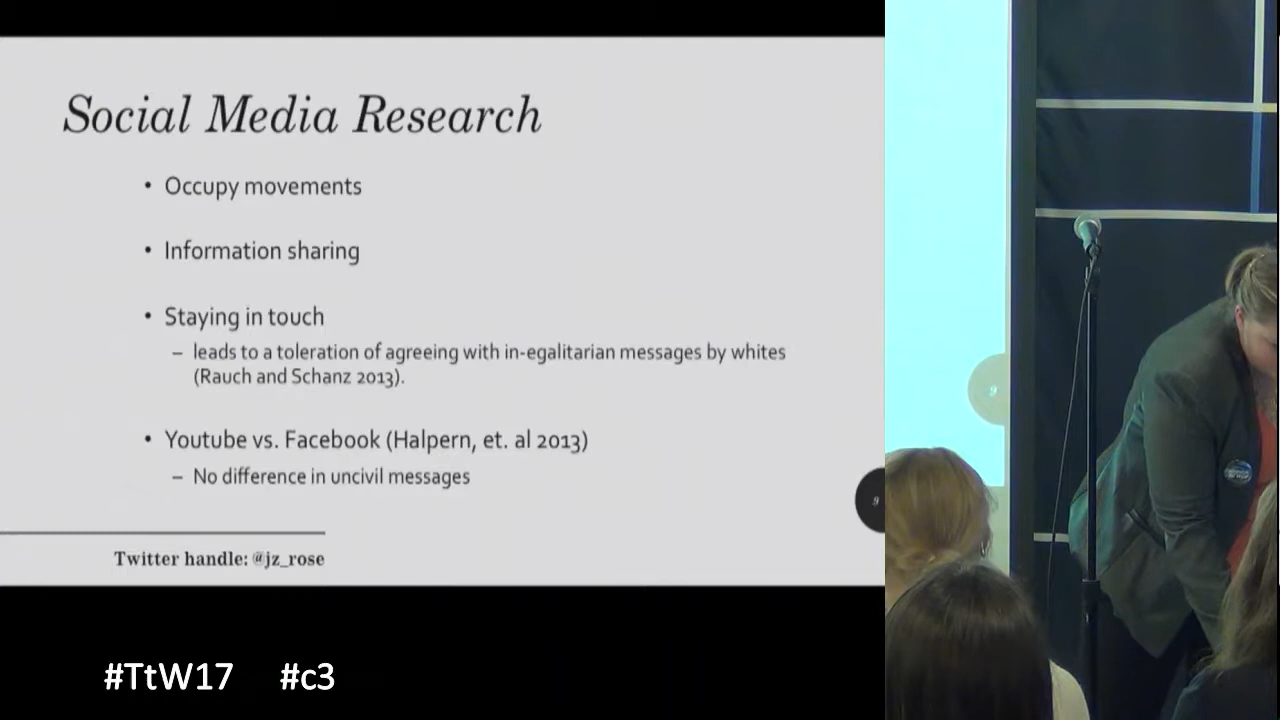 Social Media Research
• Occupy movements
• Information sharing
• Staying in touch
– leads to a toleration of agreeing with in-egalitarian messages by whites
(Rauch and Schanz 2013).
• Youtube vs. Facebook (Halpern, et. al 2013)
– No difference in uncivil messages
9
9
Twitter handle: @jz_rose
#TtW17 #c3